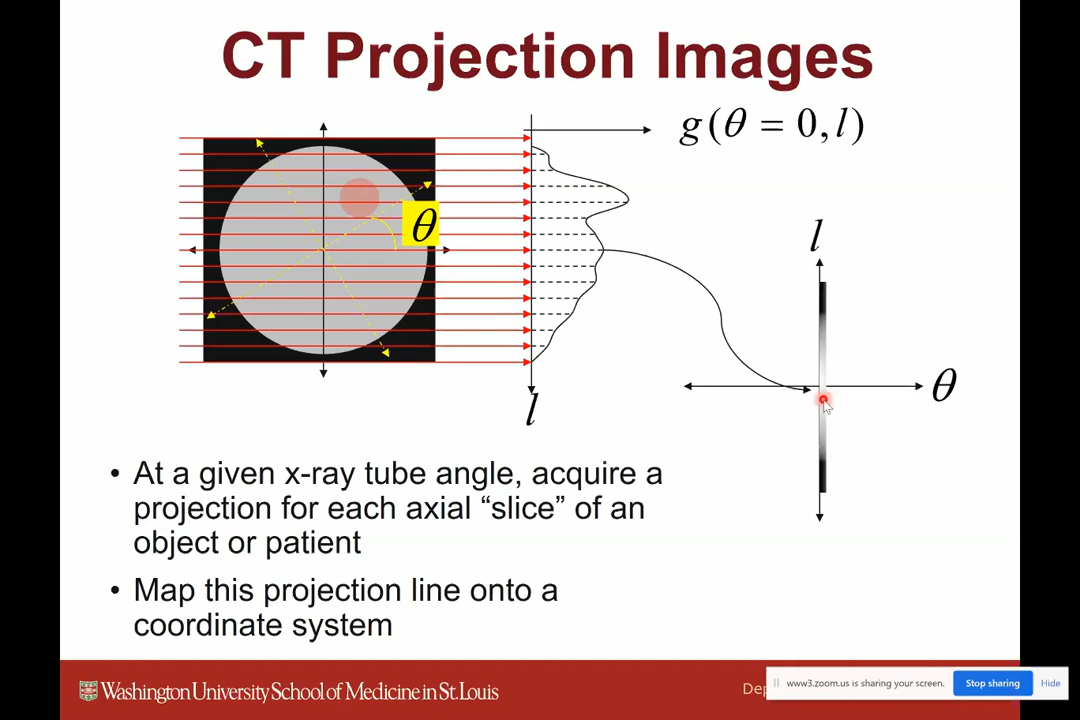 CT Projection Images
g(θ = 0, l)
θ
l
l
θ
• At a given x-ray tube angle, acquire a
projection for each axial “slice” of an
object or patient
• Map this projection line onto a
coordinate system
Washington University School of Medicine in St. Louis
www3.zoom.us is sharing your screen.
Stop sharing
Hide